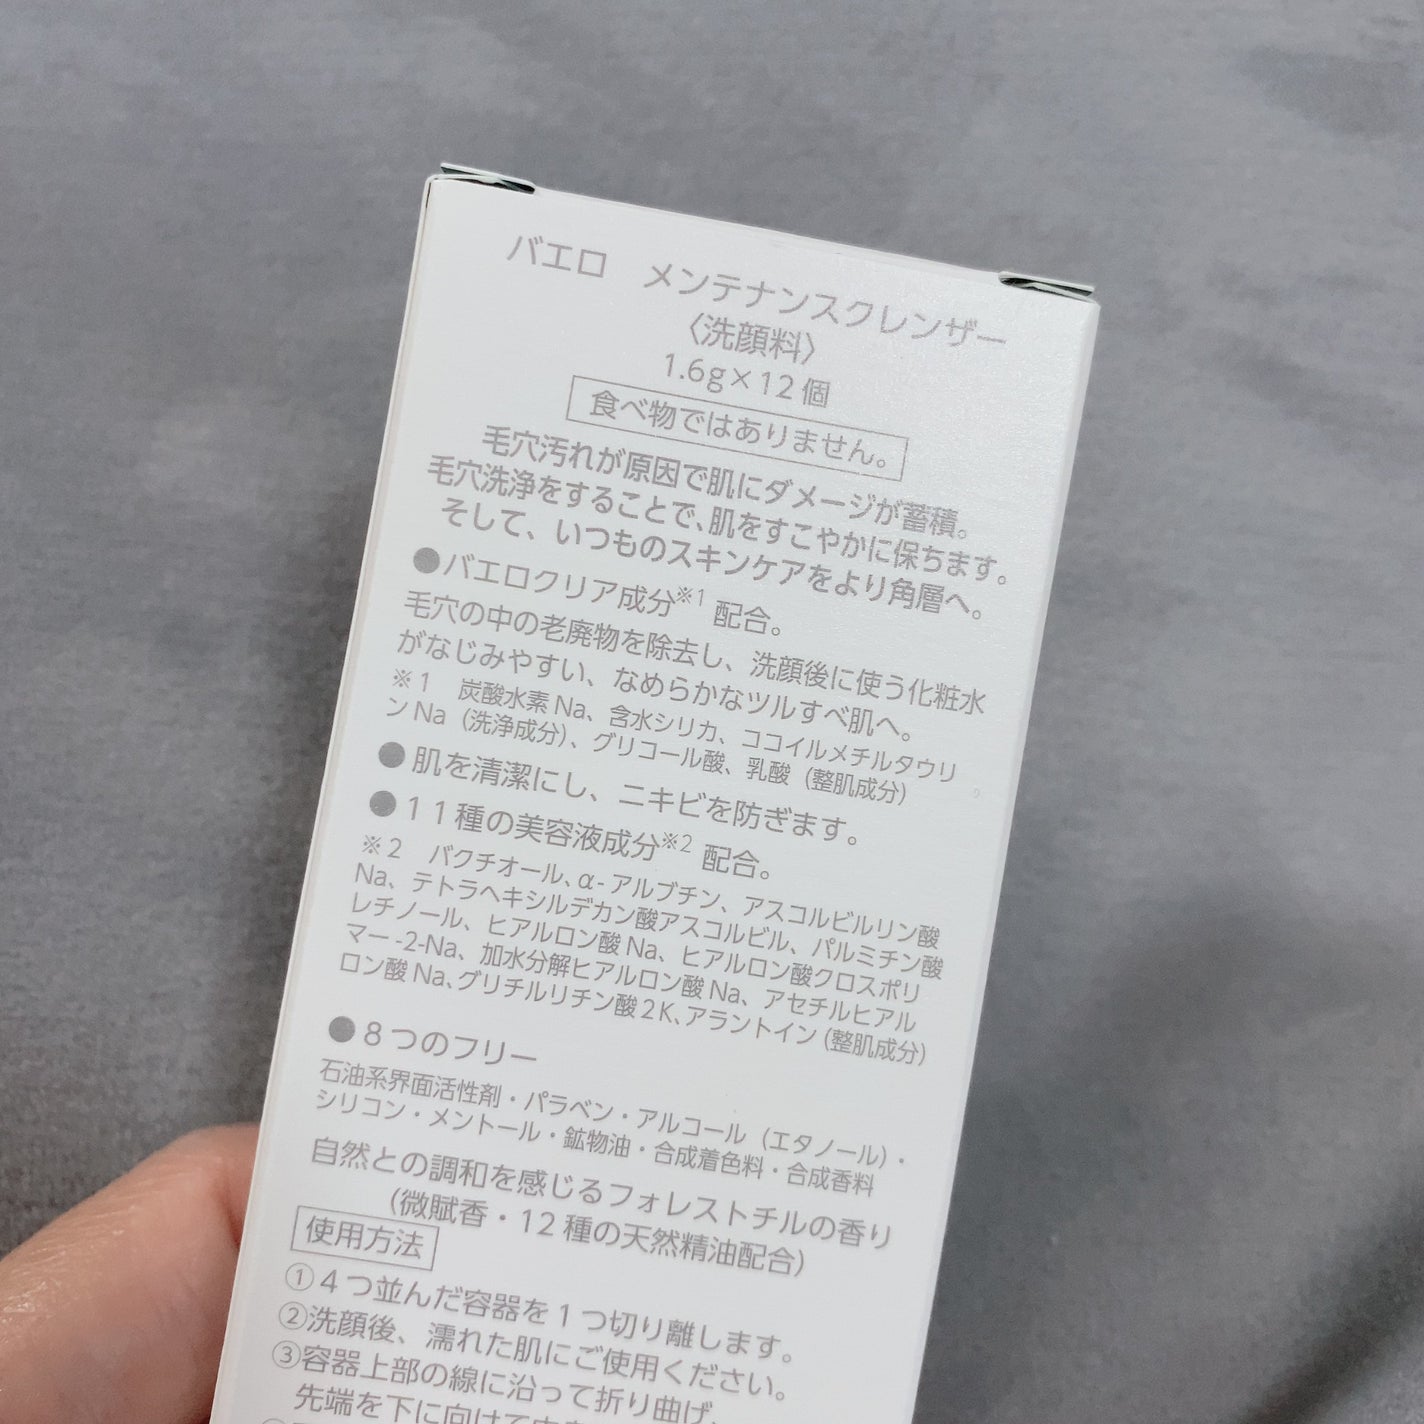 バエロ　メンテナンスクレンザー
〈洗顔料〉
1.6g×12個
食べ物ではありません。
毛穴汚れが原因で肌にダメージが蓄積。
毛穴洗浄をすることで、肌をすこやかに保ちます。
そして、いつものスキンケアをより角層へ。
●バエロクリア成分※1 配合。
毛穴の中の老廃物を除去し、洗顔後に使う化粧水
がなじみやすい、なめらかなツルすべ肌へ。
※1　炭酸水素Na、含水シリカ、ココイルメチルタウリ
ンNa（洗浄成分）、グリコール酸、乳酸（整肌成分）
●肌を清潔にし、ニキビを防ぎます。
●11種の美容液成分※2 配合。
※2　バクチオール、α-アルブチン、アスコルビルリン酸
Na、テトラヘキシルデカン酸アスコルビル、パルミチン酸
レチノール、ヒアルロン酸Na、ヒアルロン酸クロスポリ
マー-2-Na、加水分解ヒアルロン酸Na、アセチルヒアル
ロン酸Na、グリチルリチン酸2K、アラントイン（整肌成分）
●8つのフリー
石油系界面活性剤・パラベン・アルコール（エタノール）・
シリコン・メントール・鉱物油・合成着色料・合成香料
自然との調和を感じるフォレストチルの香り
(微賦香・12種の天然精油配合)
使用方法
①4つ並んだ容器を1つ切り離します。
②洗顔後、濡れた肌にご使用ください。
③容器上部の線に沿って折り曲げ、
先端を下に向けて